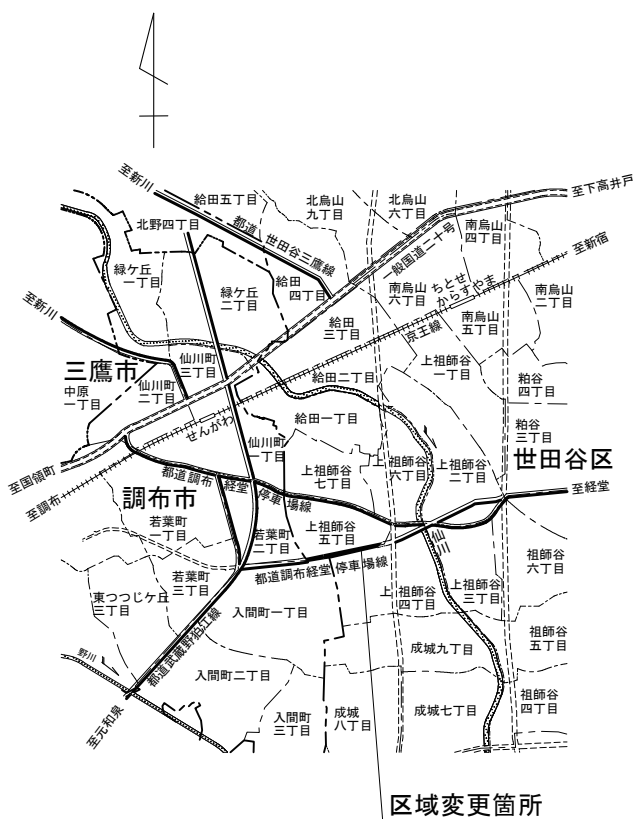 至新川
給田五丁目
北烏山
九丁目
北烏山
六丁目
至下高井戸
北野四丁目
都道 世田谷三鷹線
一般国道二十号
南烏山
四丁目
至新宿
緑ケ丘
一丁目
緑ケ丘
二丁目
給田
四丁目
南烏山
六丁目
ちとせ
からすやま
南烏山
二丁目
至新川
給田
三丁目
京王線
南烏山
五丁目
三鷹市
仙川町
三丁目
上祖師谷
一丁目
中原
一丁目
仙川町
二丁目
給田二丁目
粕谷
四丁目
せんがわ
給田一丁目
粕谷
三丁目
仙川町
一丁目
世田谷区
至国領町
都道調布 経堂 停車 場線
上祖師谷
七丁目
上祖師谷
六丁目
上祖師谷
二丁目
至経堂
至調布
調布市
若葉町
一丁目
若葉町
二丁目
上祖師谷
五丁目
仙川
祖師谷
六丁目
若葉町
三丁目
都道調布経堂 停車場線
東つつじケ丘
三丁目
上祖師谷
四丁目
上祖師谷
三丁目
入間町一丁目
都道武蔵野狛江線
成城九丁目
祖師谷
五丁目
野川
入間町二丁目
祖師谷
四丁目
至元和泉
入間町
三丁目
成城
八丁目
成城七丁目
区域変更箇所